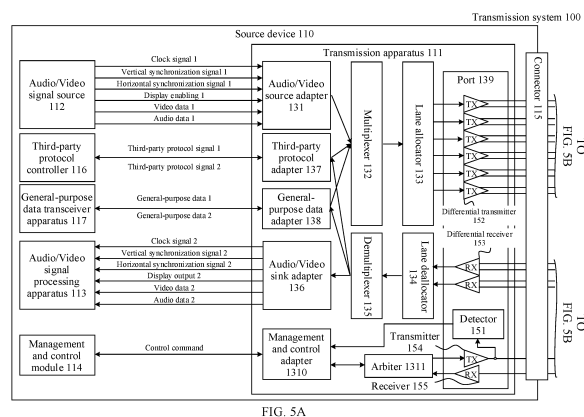 Transmission system 100
Source device 110
Transmission apparatus 111
Port 139
Connector 115
Audio/Video
signal source
112
Clock signal 1
Vertical synchronization signal 1
Horizontal synchronization signal 1
Display enabling 1
Video data 1
Audio data 1
Audio/Video
source adapter
131
Multiplexer 132
Lane allocator 133
TX
TX
TX
TX
TX
TX
TO
FIG. 5B
Third-party
protocol
controller 116
Third-party protocol signal 1
Third-party protocol signal 2
Third-party
protocol
adapter 137
General-purpose
data transceiver
apparatus 117
General-purpose data 1
General-purpose data 2
General-
purpose data
adapter 138
Differential transmitter
152
Differential receiver
153
Audio/Video
signal
processing
apparatus 113
Clock signal 2
Vertical synchronization signal 2
Horizontal synchronization signal 2
Display output 2
Video data 2
Audio data 2
Audio/Video
sink adapter
136
Demultiplexer 135
Lane deallocator
134
RX
RX
TO
FIG. 5B
Management
and control
module 114
Control command
Management
and control
adapter
1310
Detector
151
Transmitter
154
Arbiter 1311
TX
RX
Receiver 155
FIG. 5A